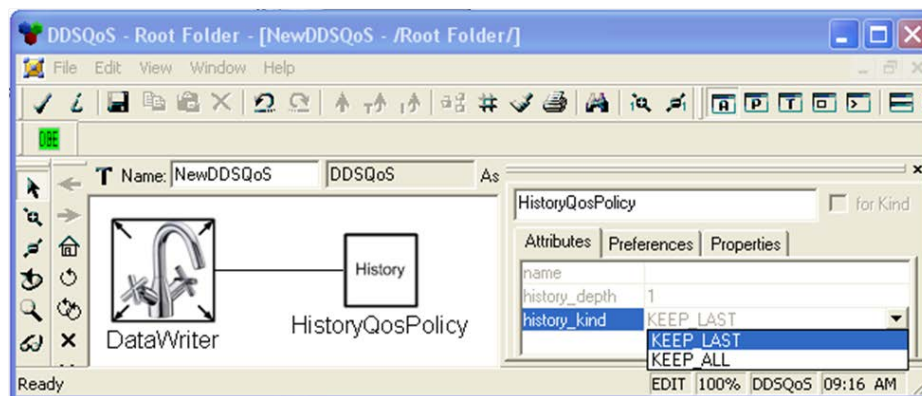 DDSQoS - Root Folder - [NewDDSQoS - /Root Folder/]
File Edit View Window Help
A P T
OBE
T Name: NewDDSQoS DDSQoS As
HistoryQosPolicy for Kind
Attributes Preferences Properties
name
history_depth 1
history_kind KEEP_LAST
KEEP_LAST
KEEP_ALL
History
DataWriter HistoryQosPolicy
Ready EDIT 100% DDSQoS 09:16 AM